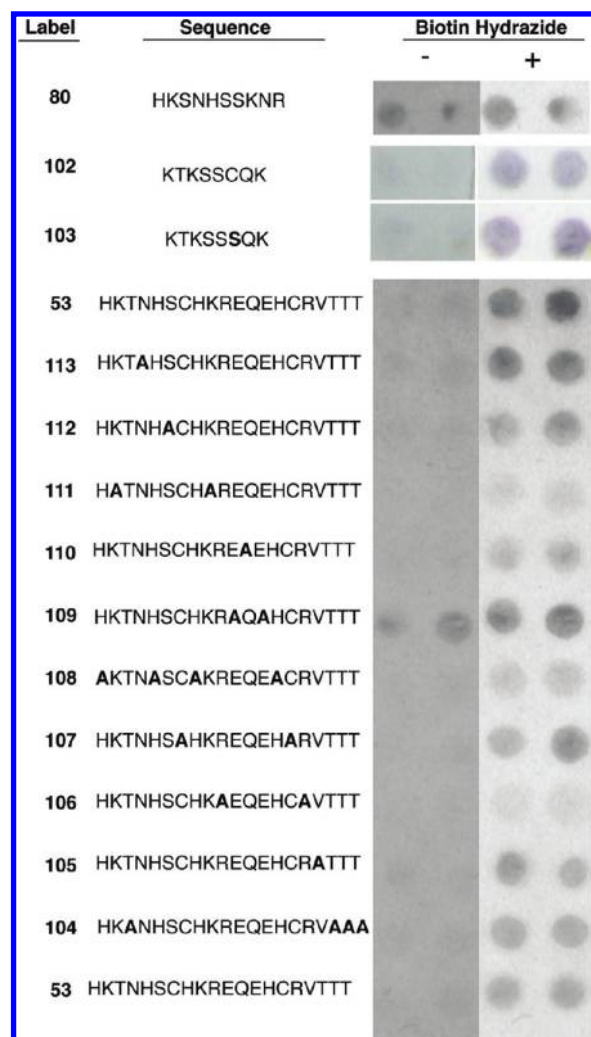 Label Sequence Biotin Hydrazide
- +
80 HKSNHSSKNR
102 KTKSSCQK
103 KTKSSSQK
53 HKTNHSCHKREQEHCRVTTT
113 HKTAHSCHKREQEHCRVTTT
112 HKTNHACHKREQEHCRVTTT
111 HATNHSCHAREQEHCRVTTT
110 HKTNHSCHKREAEHCRVTTT
109 HKTNHSCHKRAQAHCRVTTT
108 AKTNASCAKREQEACRVTTT
107 HKTNHSAHKREQEHARVTTT
106 HKTNHSCHKAEQEHCAVTTT
105 HKTNHSCHKREQEHCRATTT
104 HKANHSCHKREQEHCRVAAA
53 HKTNHSCHKREQEHCRVTTT